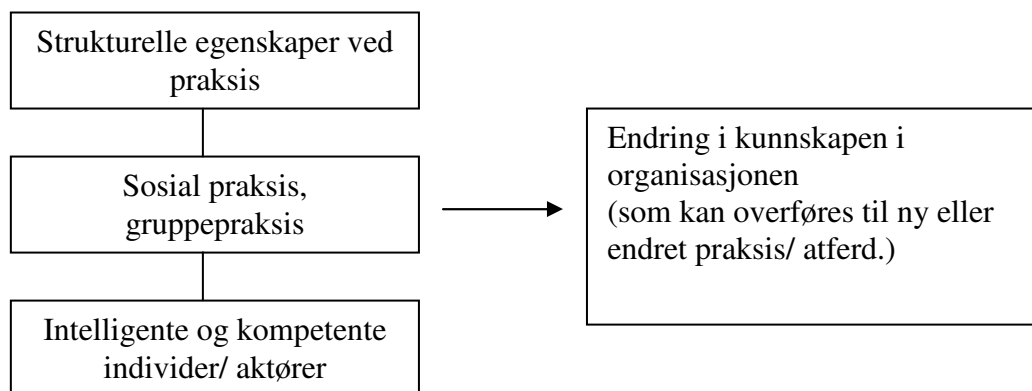 Strukturelle egenskaper ved
praksis
Sosial praksis,
gruppepraksis
Intelligente og kompetente
individer/ aktører
Endring i kunnskapen i
organisasjonen
(som kan overføres til ny eller
endret praksis/ atferd.)